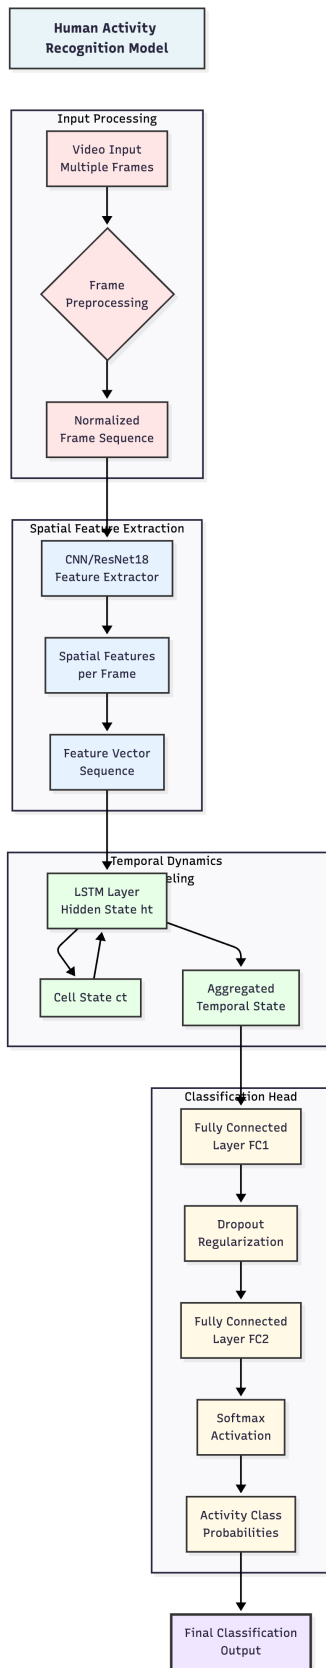 Human Activity
Recognition Model
Input Processing
Video Input
Multiple Frames
Frame
Preprocessing
Normalized
Frame Sequence
Spatial Feature Extraction
CNN/ResNet18
Feature Extractor
Spatial Features
per Frame
Feature Vector
Sequence
Temporal Dynamics
eling
LSTM Layer
Hidden State ht
Cell State ct
Aggregated
Temporal State
Classification Head
Fully Connected
Layer FC1
Dropout
Regularization
Fully Connected
Layer FC2
Softmax
Activation
Activity Class
Probabilities
Final Classification
Output